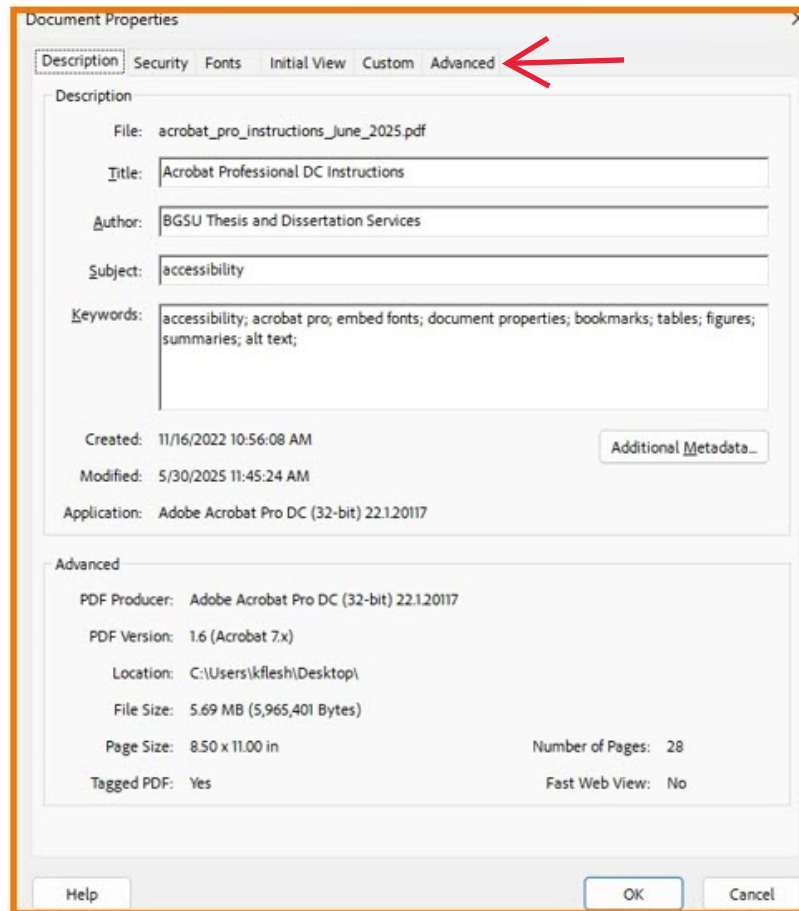 Document Properties
Description Security Fonts Initial View Custom Advanced
Description
File: acrobat_pro_instructions_June_2025.pdf
Title: Acrobat Professional DC Instructions
Author: BGSU Thesis and Dissertation Services
Subject: accessibility
Keywords: accessibility; acrobat pro; embed fonts; document properties; bookmarks; tables; figures;
summaries; alt text;
Created: 11/16/2022 10:56:08 AM
Additional Metadata...
Modified: 5/30/2025 11:45:24 AM
Application: Adobe Acrobat Pro DC (32-bit) 22.1.20117
Advanced
PDF Producer: Adobe Acrobat Pro DC (32-bit) 22.1.20117
PDF Version: 1.6 (Acrobat 7.x)
Location: C:\Users\kflesh\Desktop\
File Size: 5.69 MB (5,965,401 Bytes)
Page Size: 8.50 x 11.00 in Number of Pages: 28
Tagged PDF: Yes Fast Web View: No
Help OK Cancel